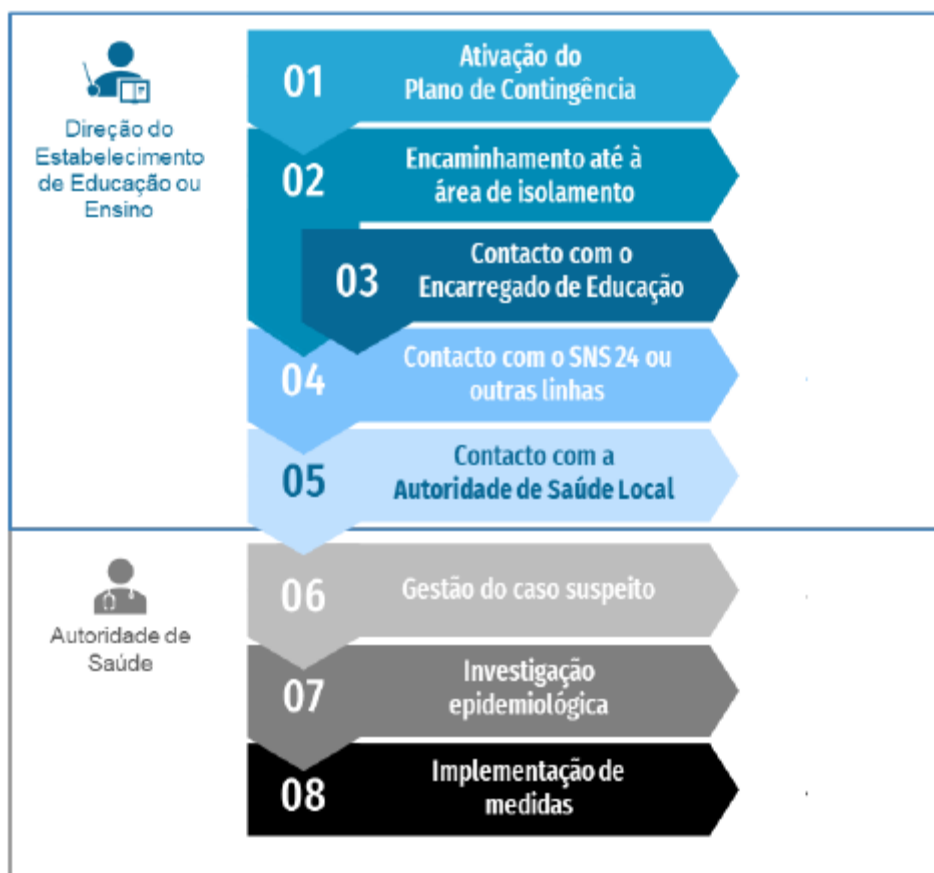 Direção do
Estabelecimento
de Educação ou
Ensino
01
Ativação do
Plano de Contingência
02
Encaminhamento até à
área de isolamento
03
Contacto com o
Encarregado de Educação
04
Contacto com o SNS 24 ou
outras linhas
05
Contacto com a
Autoridade de Saúde Local
Autoridade de
Saúde
06
Gestão do caso suspeito
07
Investigação
epidemiológica
08
Implementação de
medidas